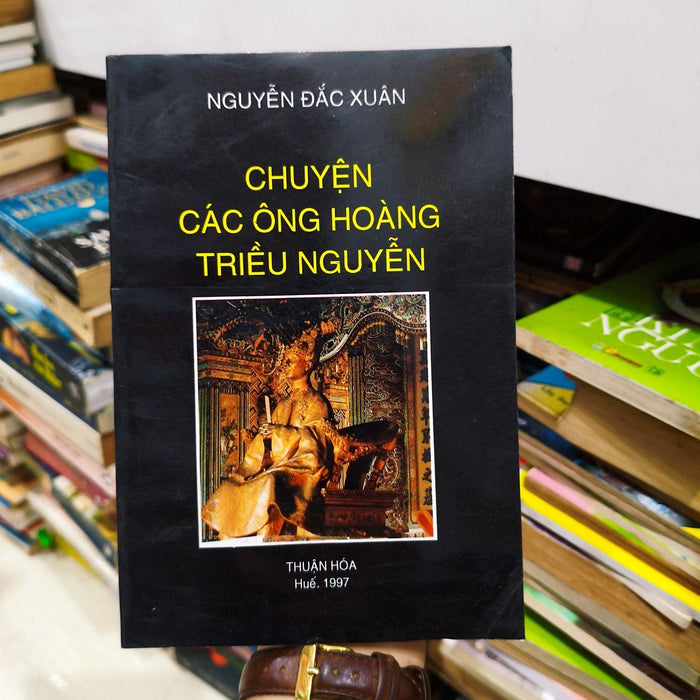 NGUYỄN ĐẮC XUÂN
CHUYỆN
CÁC ÔNG HOÀNG
TRIỀU NGUYỄN
THUẬN HÓA
Huế. 1997